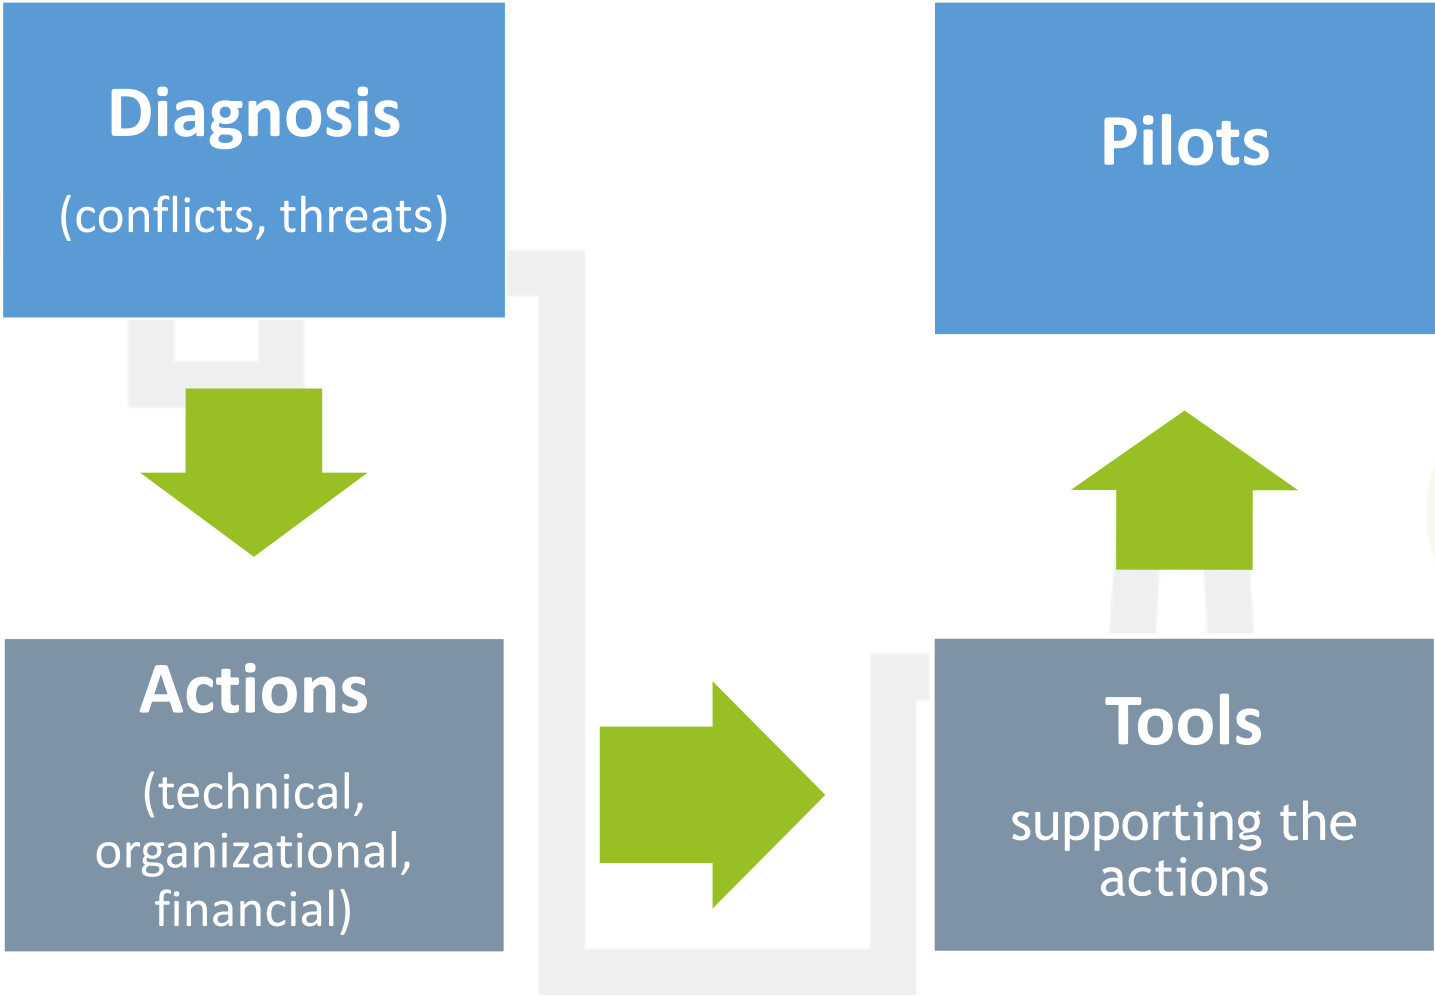 Diagnosis
(conflicts, threats)
Actions
(technical,
organizational,
financial)
Tools
supporting the
actions
Pilots